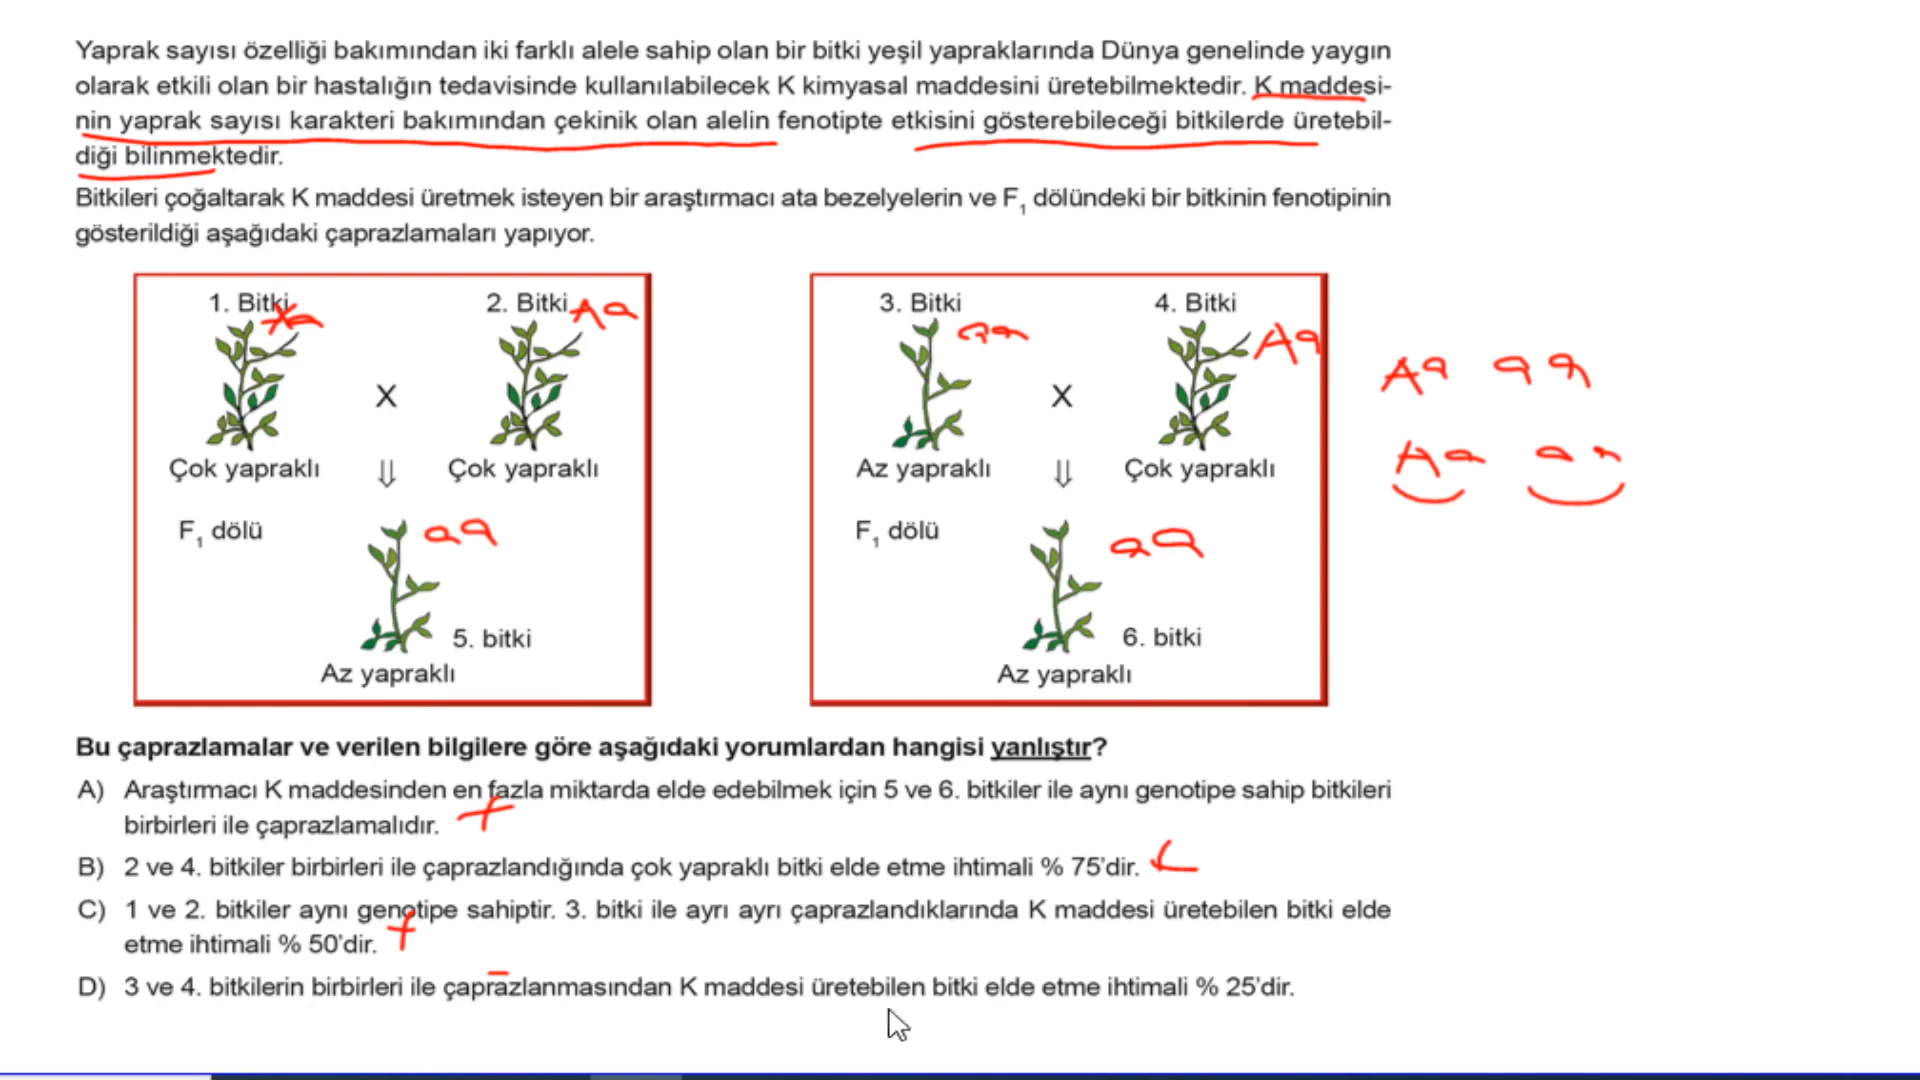 Yaprak sayısı özelliği bakımından iki farklı alele sahip olan bir bitki yeşil yapraklarında Dünya genelinde yaygın
olarak etkili olan bir hastalığın tedavisinde kullanılabilecek K kimyasal maddesini üretebilmektedir. K maddesi-
nin yaprak sayısı karakteri bakımından çekinik olan alelin fenotipte etkisini gösterebileceği bitkilerde üretebil-
diği bilinmektedir.
Bitkileri çoğaltarak K maddesi üretmek isteyen bir araştırmacı ata bezelyelerin ve F₁ dölündeki bir bitkinin fenotipinin
gösterildiği aşağıdaki çaprazlamaları yapıyor.
1. Bitki Aa 2. Bitki Aa
X
Çok yapraklı ⇓ Çok yapraklı
F₁ dölü aa
5. bitki
Az yapraklı
3. Bitki aa 4. Bitki Aa
X
Az yapraklı ⇓ Çok yapraklı
F₁ dölü aa
6. bitki
Az yapraklı
Aa aa
Aa aa
Bu çaprazlamalar ve verilen bilgilere göre aşağıdaki yorumlardan hangisi yanlıştır?
A) Araştırmacı K maddesinden en fazla miktarda elde edebilmek için 5 ve 6. bitkiler ile aynı genotipe sahip bitkileri
birbirleri ile çaprazlamalıdır.
B) 2 ve 4. bitkiler birbirleri ile çaprazlandığında çok yapraklı bitki elde etme ihtimali % 75'dir.
C) 1 ve 2. bitkiler aynı genotipe sahiptir. 3. bitki ile ayrı ayrı çaprazlandıklarında K maddesi üretebilen bitki elde
etme ihtimali % 50'dir.
D) 3 ve 4. bitkilerin birbirleri ile çaprazlanmasından K maddesi üretebilen bitki elde etme ihtimali % 25'dir.